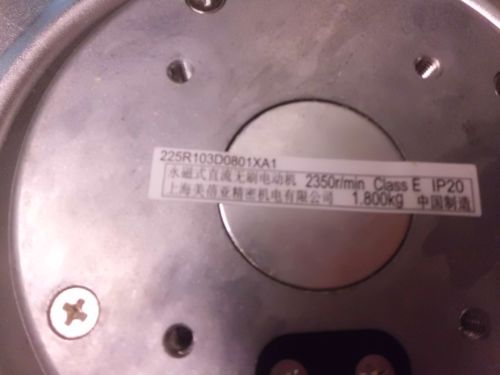 225R103D0801XA1
永磁式直流无刷电动机 2350r/min Class E IP20
上海美蓓亚精密机电有限公司 1.800kg 中国制造